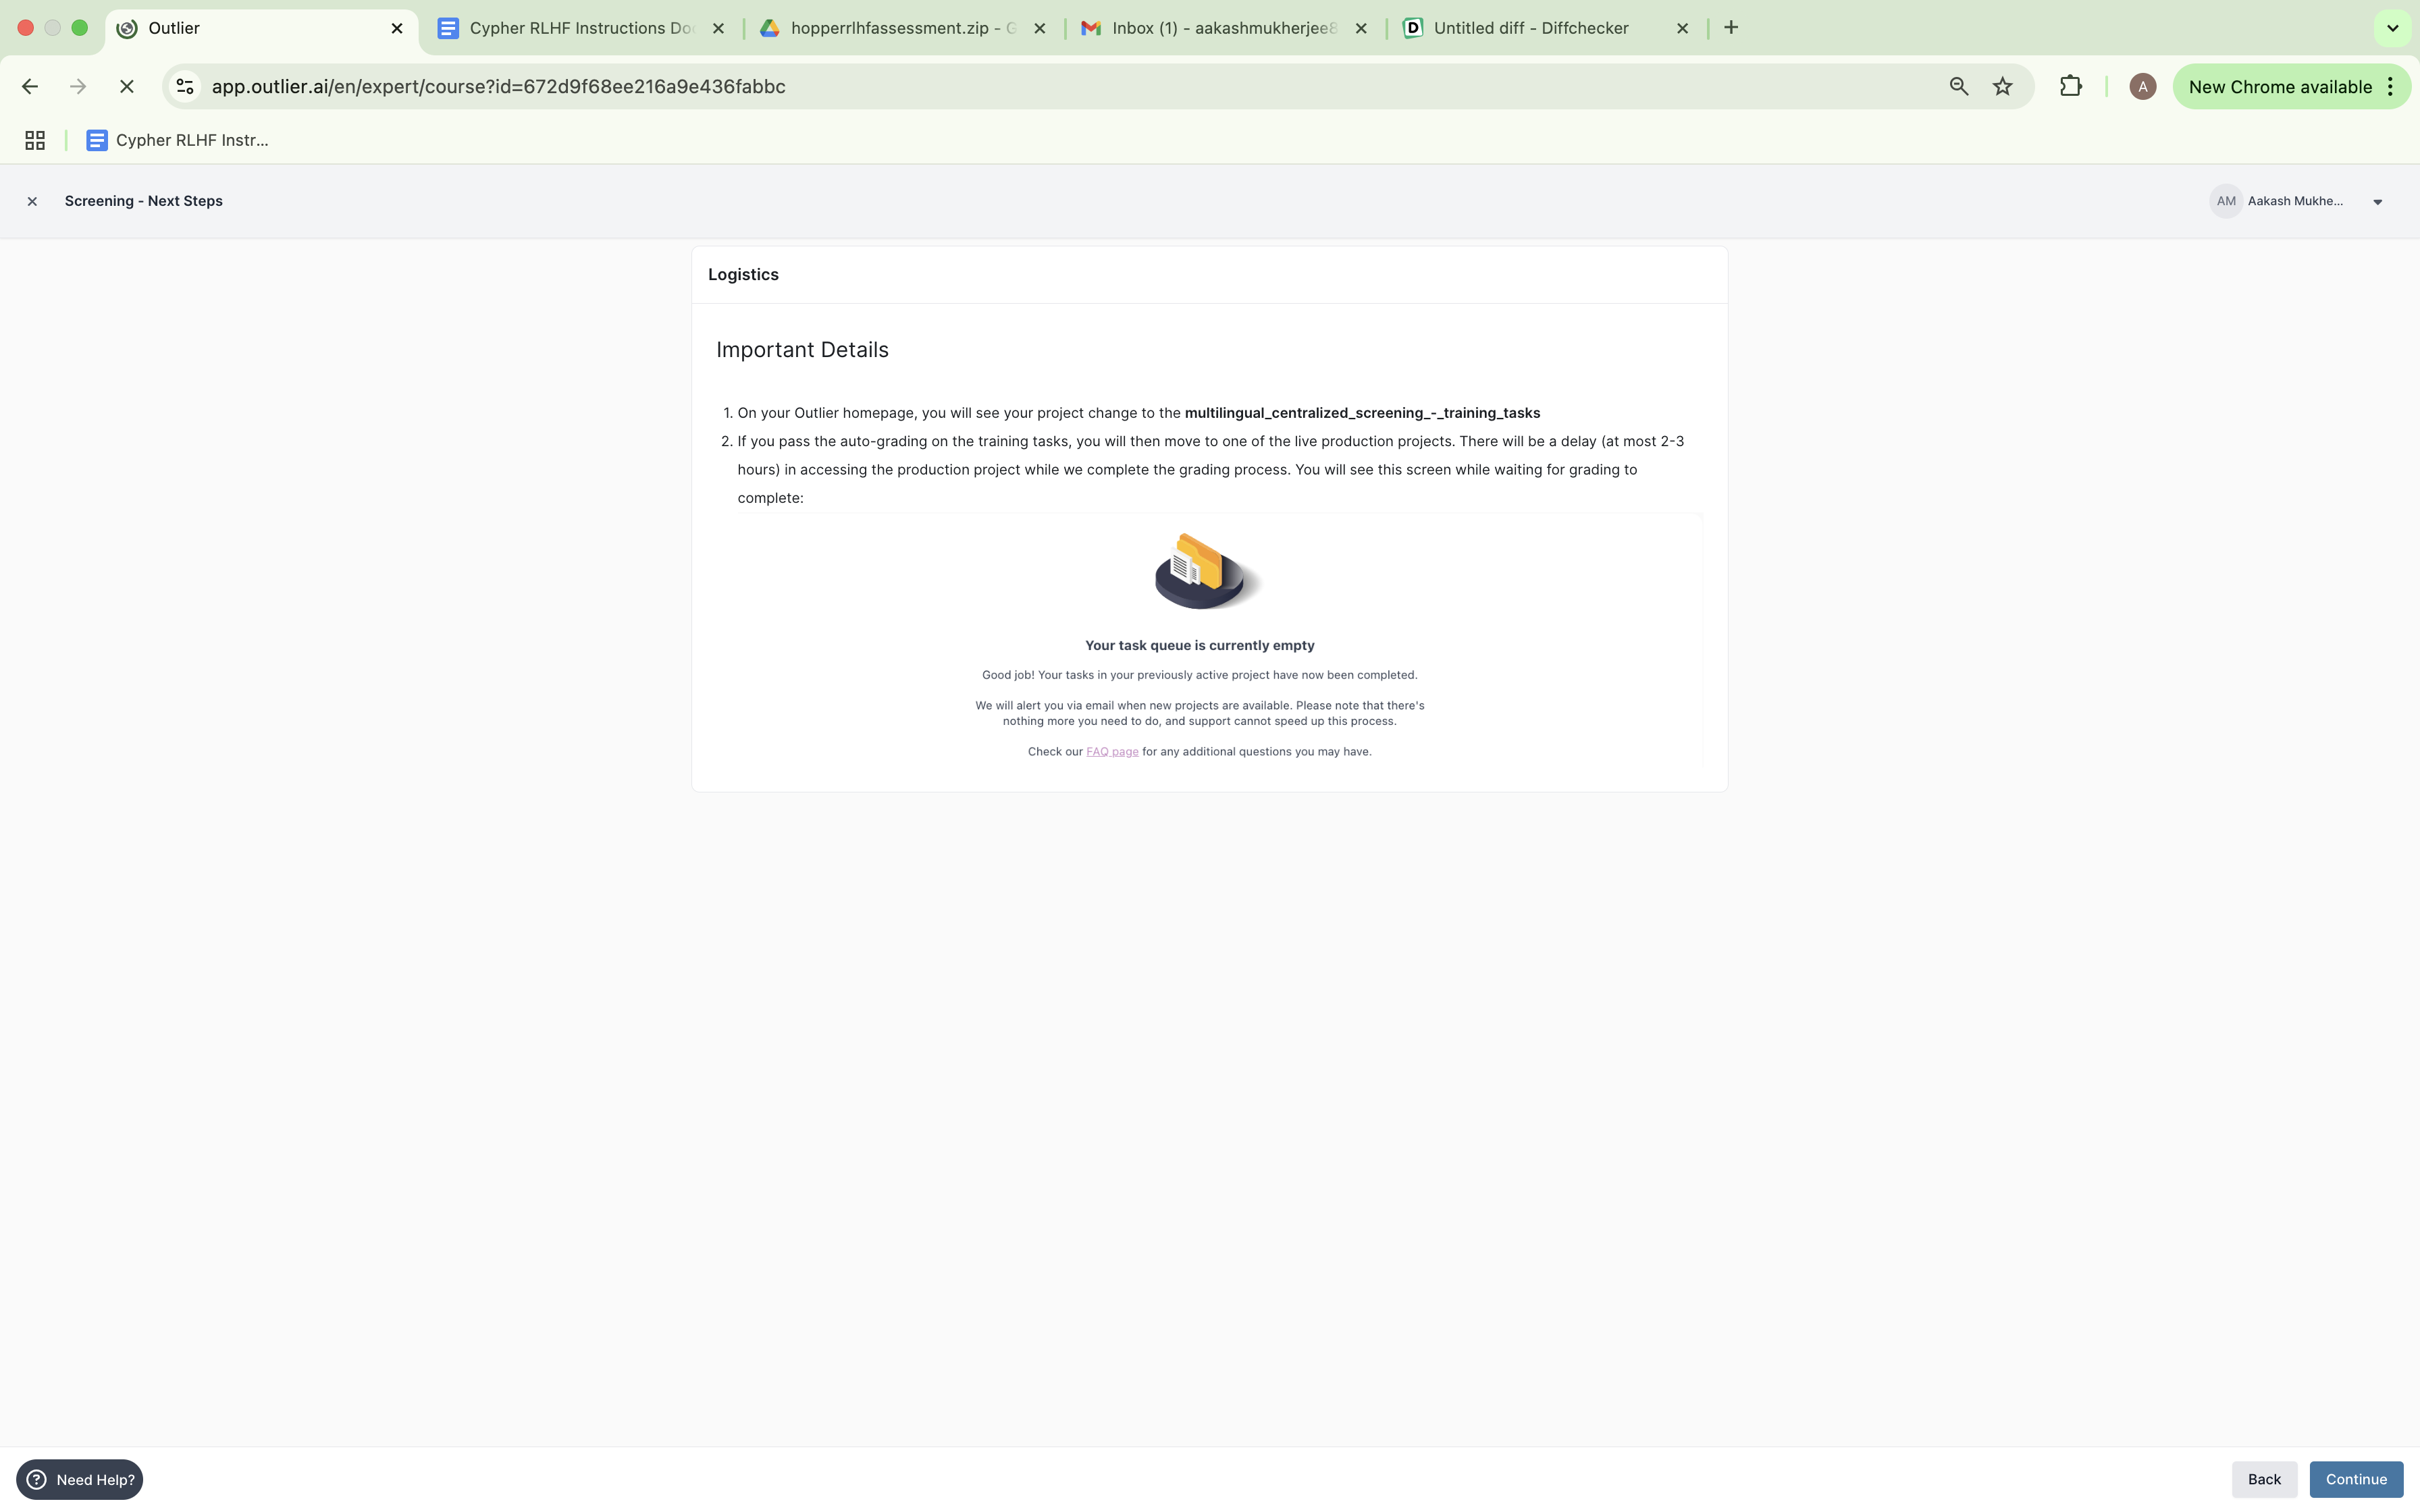 Outlier
Cypher RLHF Instructions Doc
hopperrlhfassessment.zip - G
Inbox (1) - aakashmukherjee8
D
Untitled diff - Diffchecker
app.outlier.ai/en/expert/course?id=672d9f68ee216a9e436fabbc
A
New Chrome available
Cypher RLHF Instr...
Screening - Next Steps
AM
Aakash Mukhe...
Logistics
Important Details
1. On your Outlier homepage, you will see your project change to the multilingual_centralized_screening_-_training_tasks
2. If you pass the auto-grading on the training tasks, you will then move to one of the live production projects. There will be a delay (at most 2-3
hours) in accessing the production project while we complete the grading process. You will see this screen while waiting for grading to
complete:
Your task queue is currently empty
Good job! Your tasks in your previously active project have now been completed.
We will alert you via email when new projects are available. Please note that there's
nothing more you need to do, and support cannot speed up this process.
Check our FAQ page for any additional questions you may have.
? Need Help?
Back
Continue